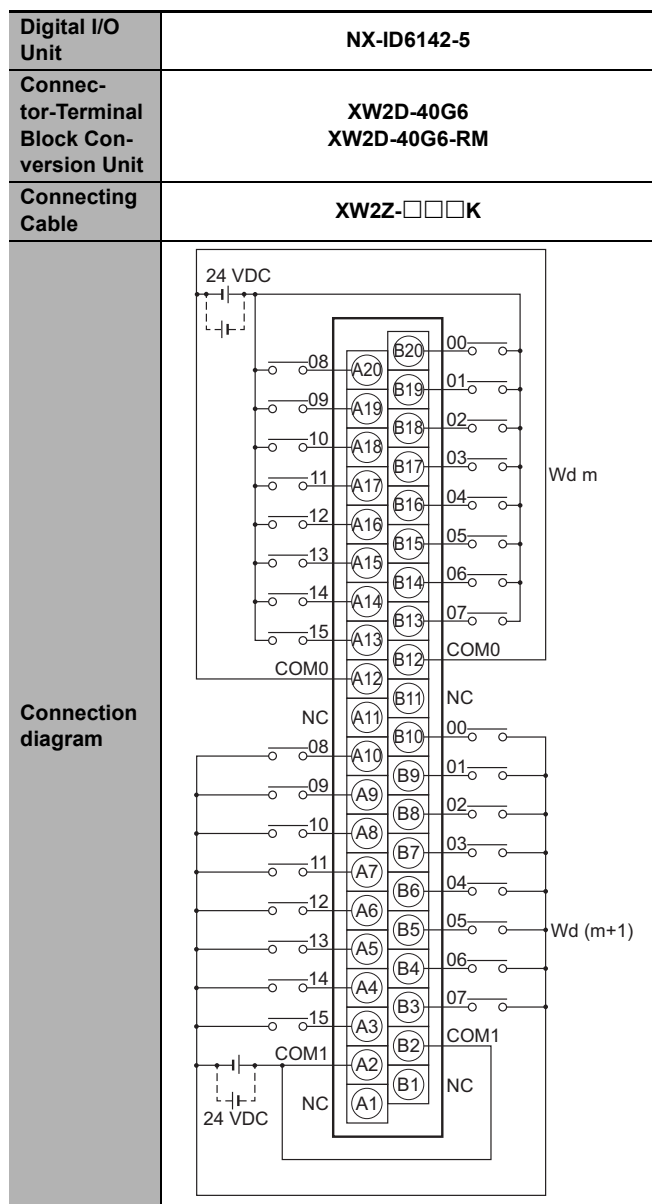 Digital I/O
Unit
NX-ID6142-5
Connec-
tor-Terminal
Block Con-
version Unit
XW2D-40G6
XW2D-40G6-RM
Connecting
Cable
XW2Z-□□□K
Connection
diagram
24 VDC
B20 00
08 A20
B19 01
09 A19
B18 02
10 A18
B17 03
Wd m
11 A17
B16 04
12 A16
B15 05
13 A15
B14 06
14 A14
B13 07
15 A13
B12 COM0
COM0 A12
B11 NC
NC A11
B10 00
08 A10
B9 01
09 A9
B8 02
10 A8
B7 03
11 A7
B6 04
12 A6
B5 05
Wd (m+1)
13 A5
B4 06
14 A4
B3 07
15 A3
B2 COM1
COM1 A2
B1 NC
NC A1
24 VDC